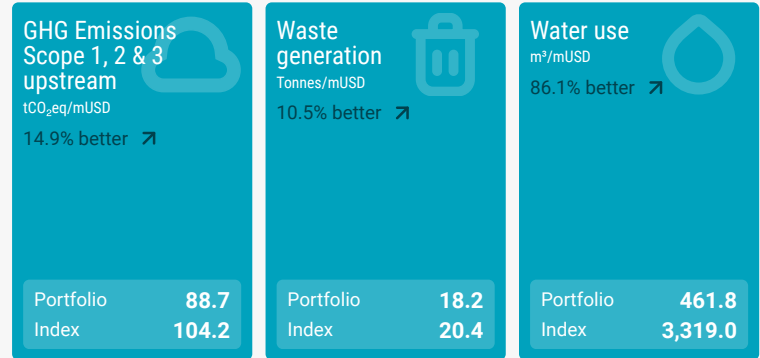 GHG Emissions
Scope 1, 2 & 3
upstream
tCO₂eq/mUSD
14.9% better
Portfolio 88.7
Index 104.2
Waste
generation
Tonnes/mUSD
10.5% better
Portfolio 18.2
Index 20.4
Water use
m³/mUSD
86.1% better
Portfolio 461.8
Index 3,319.0